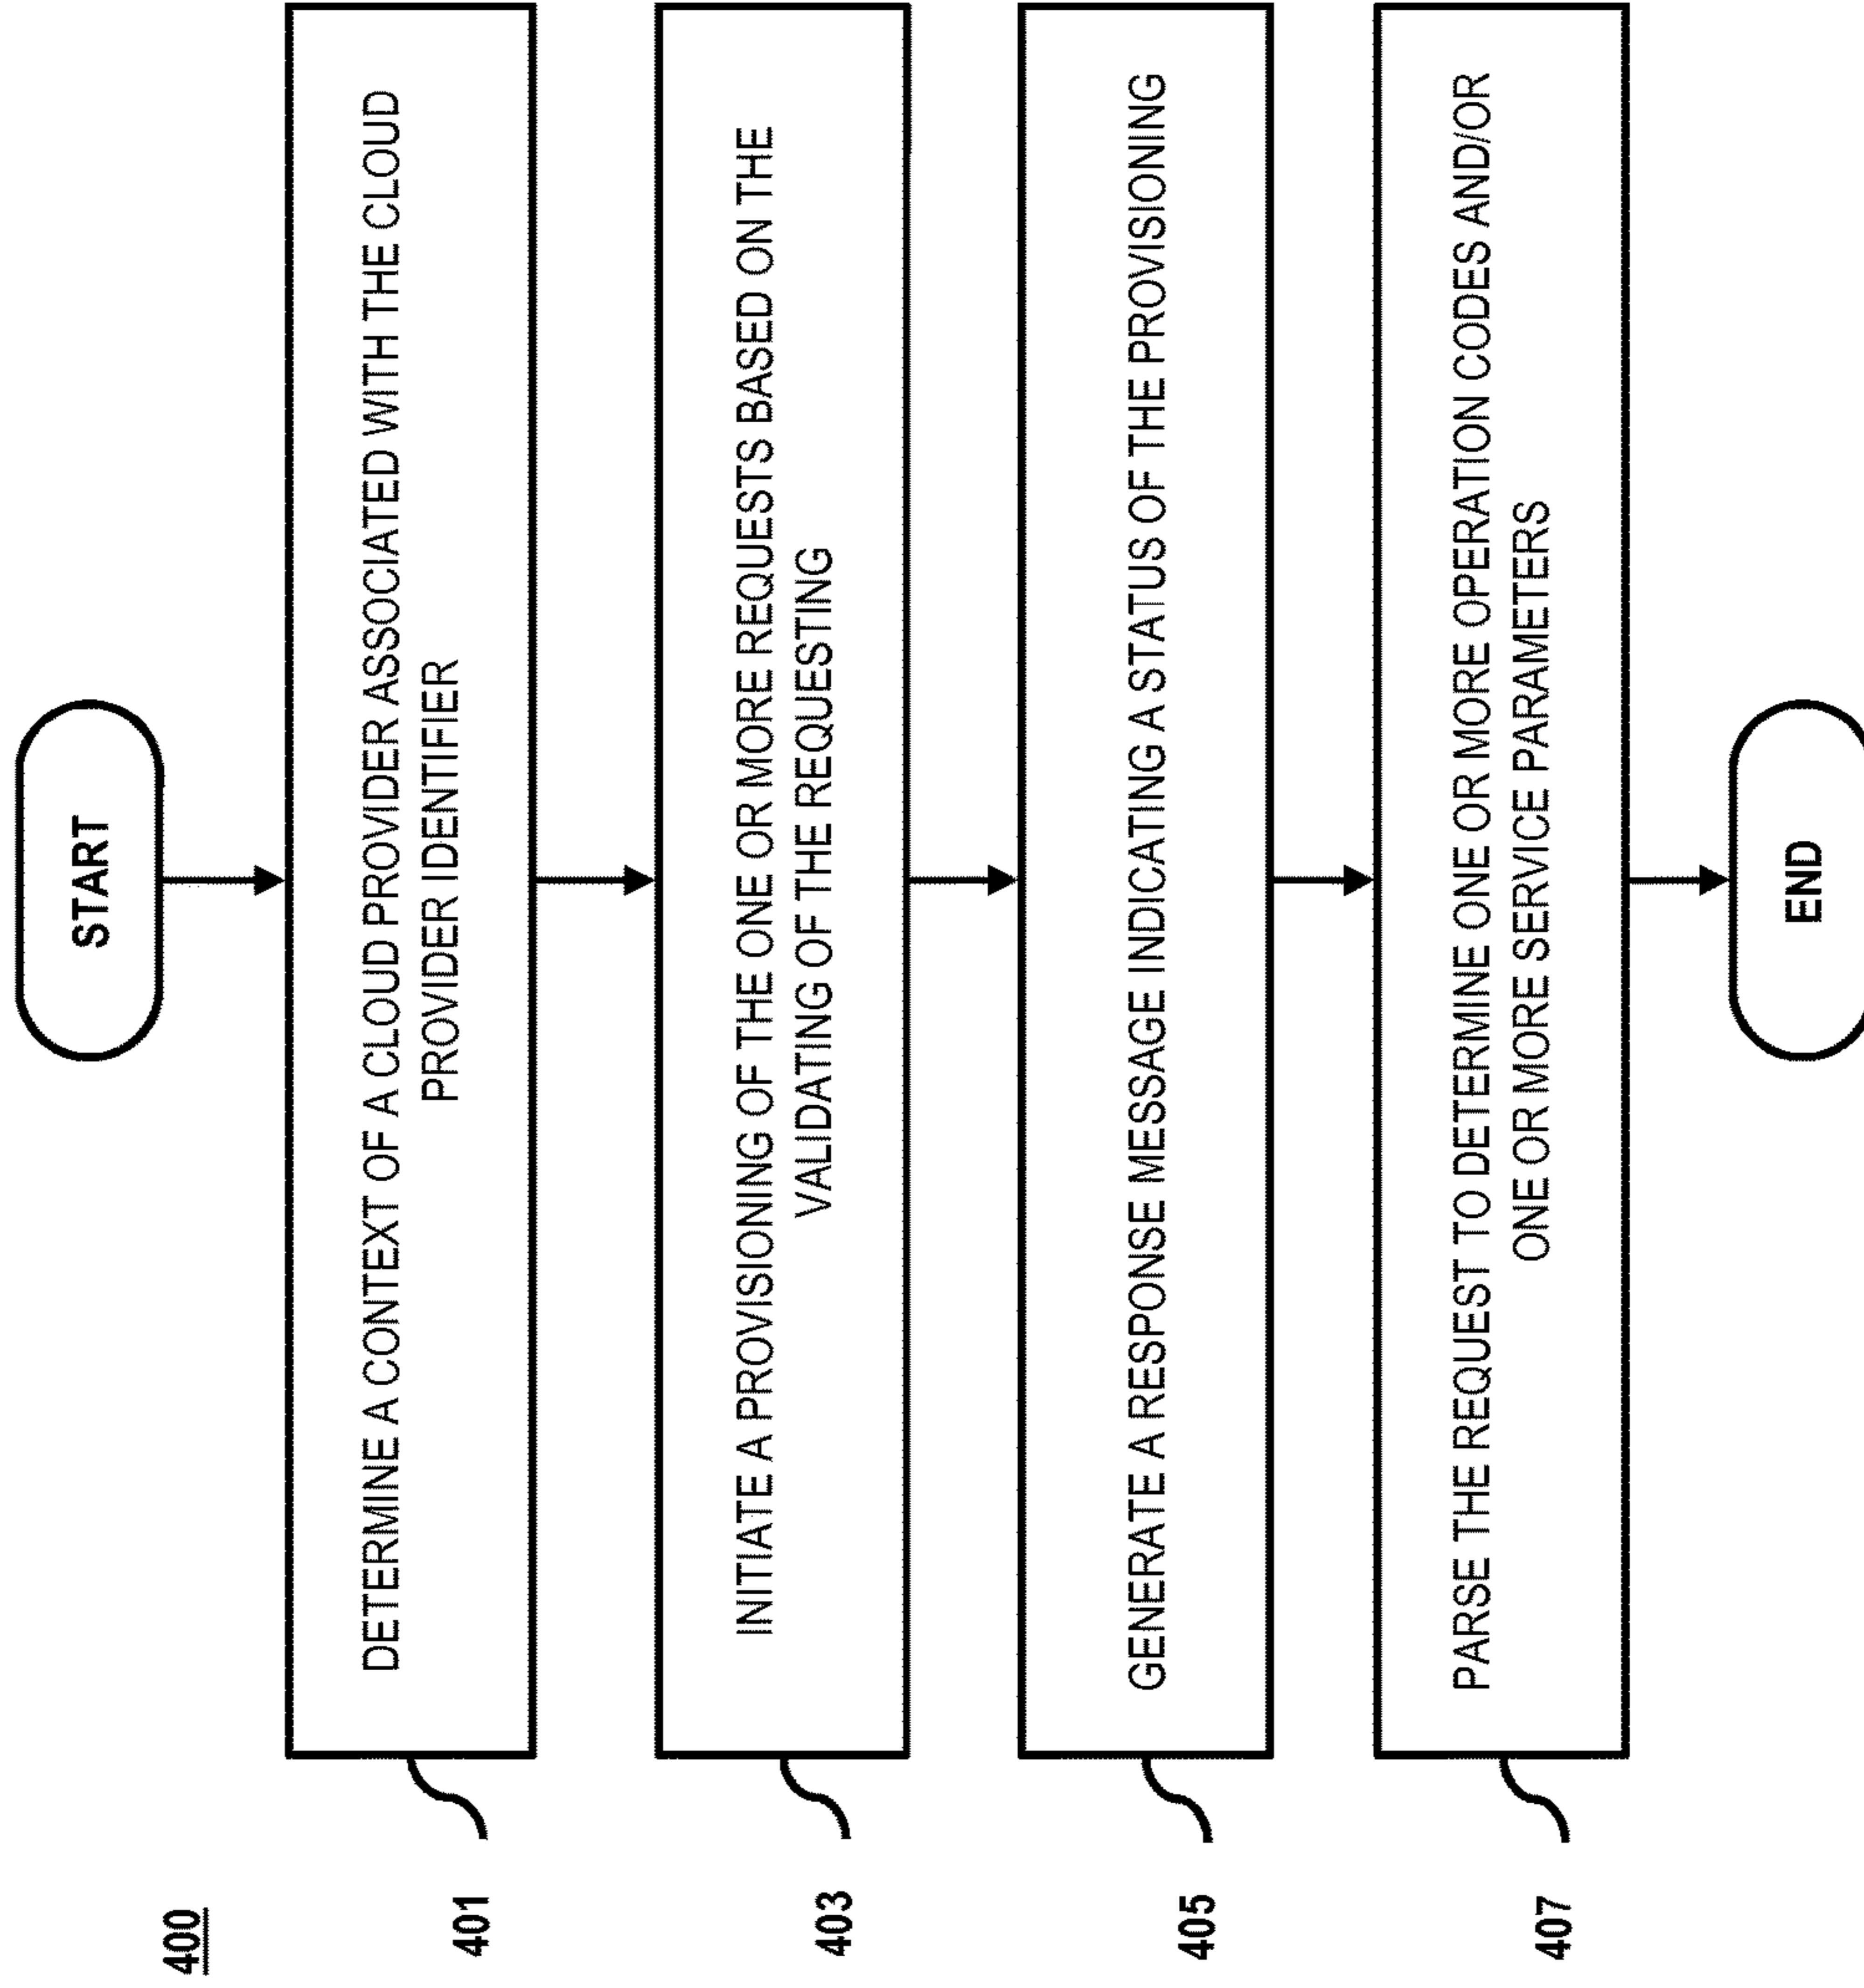 400
START
401
DETERMINE A CONTEXT OF A CLOUD PROVIDER ASSOCIATED WITH THE CLOUD
PROVIDER IDENTIFIER
403
INITIATE A PROVISIONING OF THE ONE OR MORE REQUESTS BASED ON THE
VALIDATING OF THE REQUESTING
405
GENERATE A RESPONSE MESSAGE INDICATING A STATUS OF THE PROVISIONING
407
PARSE THE REQUEST TO DETERMINE ONE OR MORE OPERATION CODES AND/OR
ONE OR MORE SERVICE PARAMETERS
END